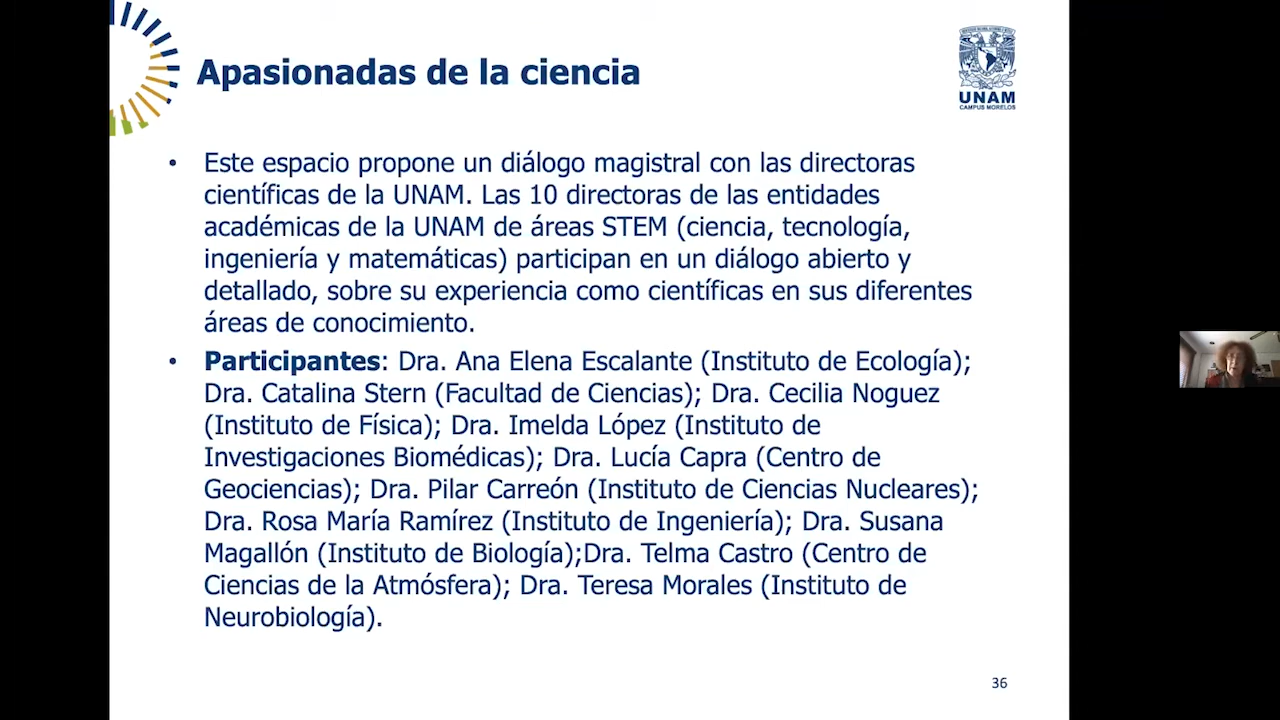 Apasionadas de la ciencia
UNAM
CAMPUS MORELOS
• Este espacio propone un diálogo magistral con las directoras
científicas de la UNAM. Las 10 directoras de las entidades
académicas de la UNAM de áreas STEM (ciencia, tecnología,
ingeniería y matemáticas) participan en un diálogo abierto y
detallado, sobre su experiencia como científicas en sus diferentes
áreas de conocimiento.
• Participantes: Dra. Ana Elena Escalante (Instituto de Ecología);
Dra. Catalina Stern (Facultad de Ciencias); Dra. Cecilia Noguez
(Instituto de Física); Dra. Imelda López (Instituto de
Investigaciones Biomédicas); Dra. Lucía Capra (Centro de
Geociencias); Dra. Pilar Carreón (Instituto de Ciencias Nucleares);
Dra. Rosa María Ramírez (Instituto de Ingeniería); Dra. Susana
Magallón (Instituto de Biología);Dra. Telma Castro (Centro de
Ciencias de la Atmósfera); Dra. Teresa Morales (Instituto de
Neurobiología).
36